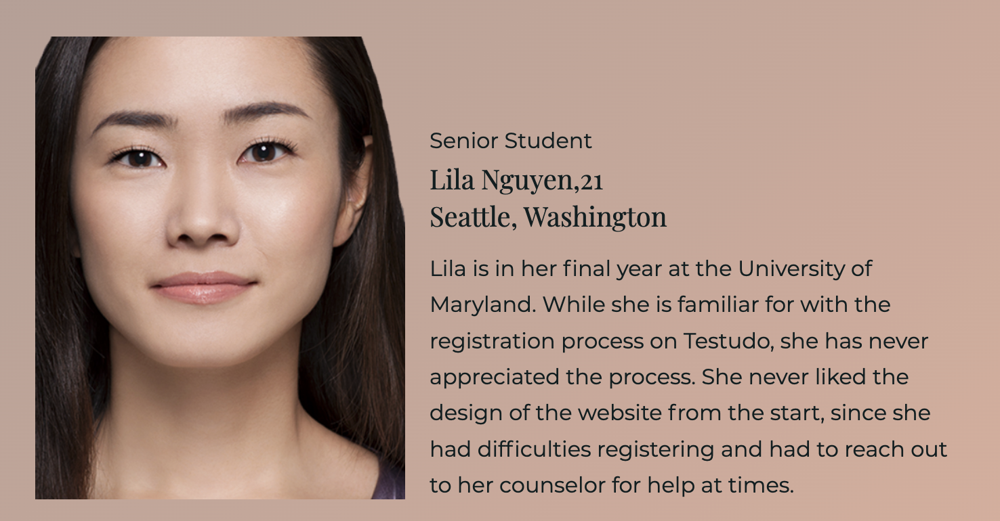 Senior Student
Lila Nguyen,21
Seattle, Washington
Lila is in her final year at the University of
Maryland. While she is familiar for with the
registration process on Testudo, she has never
appreciated the process. She never liked the
design of the website from the start, since she
had difficulties registering and had to reach out
to her counselor for help at times.